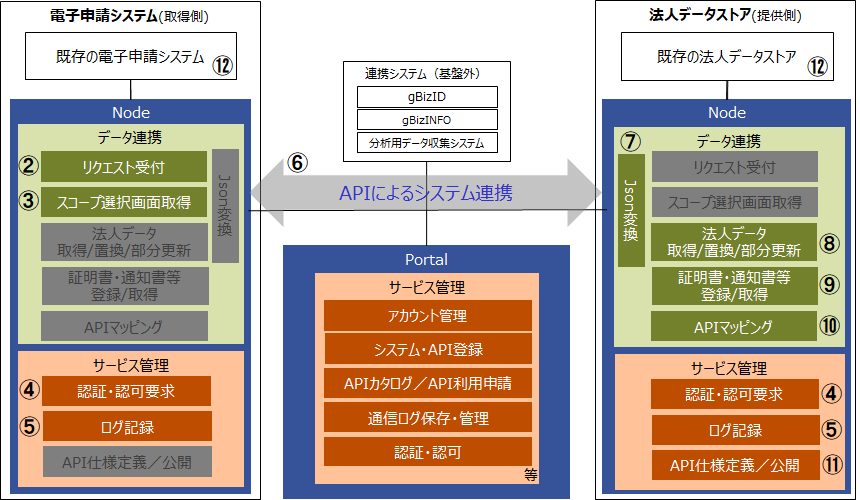 電子申請システム(取得側)
既存の電子申請システム
⑫
Node
データ連携
② リクエスト受付
③ スコープ選択画面取得
Json変換
法人データ
取得/置換/部分更新
証明書・通知書等
登録/取得
APIマッピング
サービス管理
④ 認証・認可要求
⑤ ログ記録
API仕様定義／公開
連携システム（基盤外）
gBizID
gBizINFO
分析用データ収集システム
⑥
APIによるシステム連携
Portal
サービス管理
アカウント管理
システム・API登録
APIカタログ／API利用申請
通信ログ保存・管理
認証・認可
等
法人データストア(提供側)
既存の法人データストア
⑫
Node
データ連携
⑦
Json変換
リクエスト受付
スコープ選択画面取得
法人データ
取得/置換/部分更新 ⑧
証明書・通知書等
登録/取得 ⑨
APIマッピング ⑩
サービス管理
認証・認可要求 ④
ログ記録 ⑤
API仕様定義／公開 ⑪